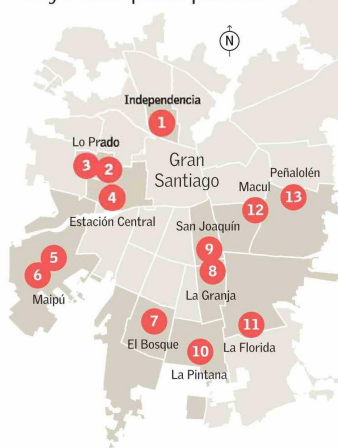 N
Independencia
1
Lo Prado
3
2
Gran
Santiago
Peñalolén
4
Macul
13
12
Estación Central
San Joaquín
9
5
8
6
La Granja
Maipú
7
11
El Bosque
La Florida
10
La Pintana